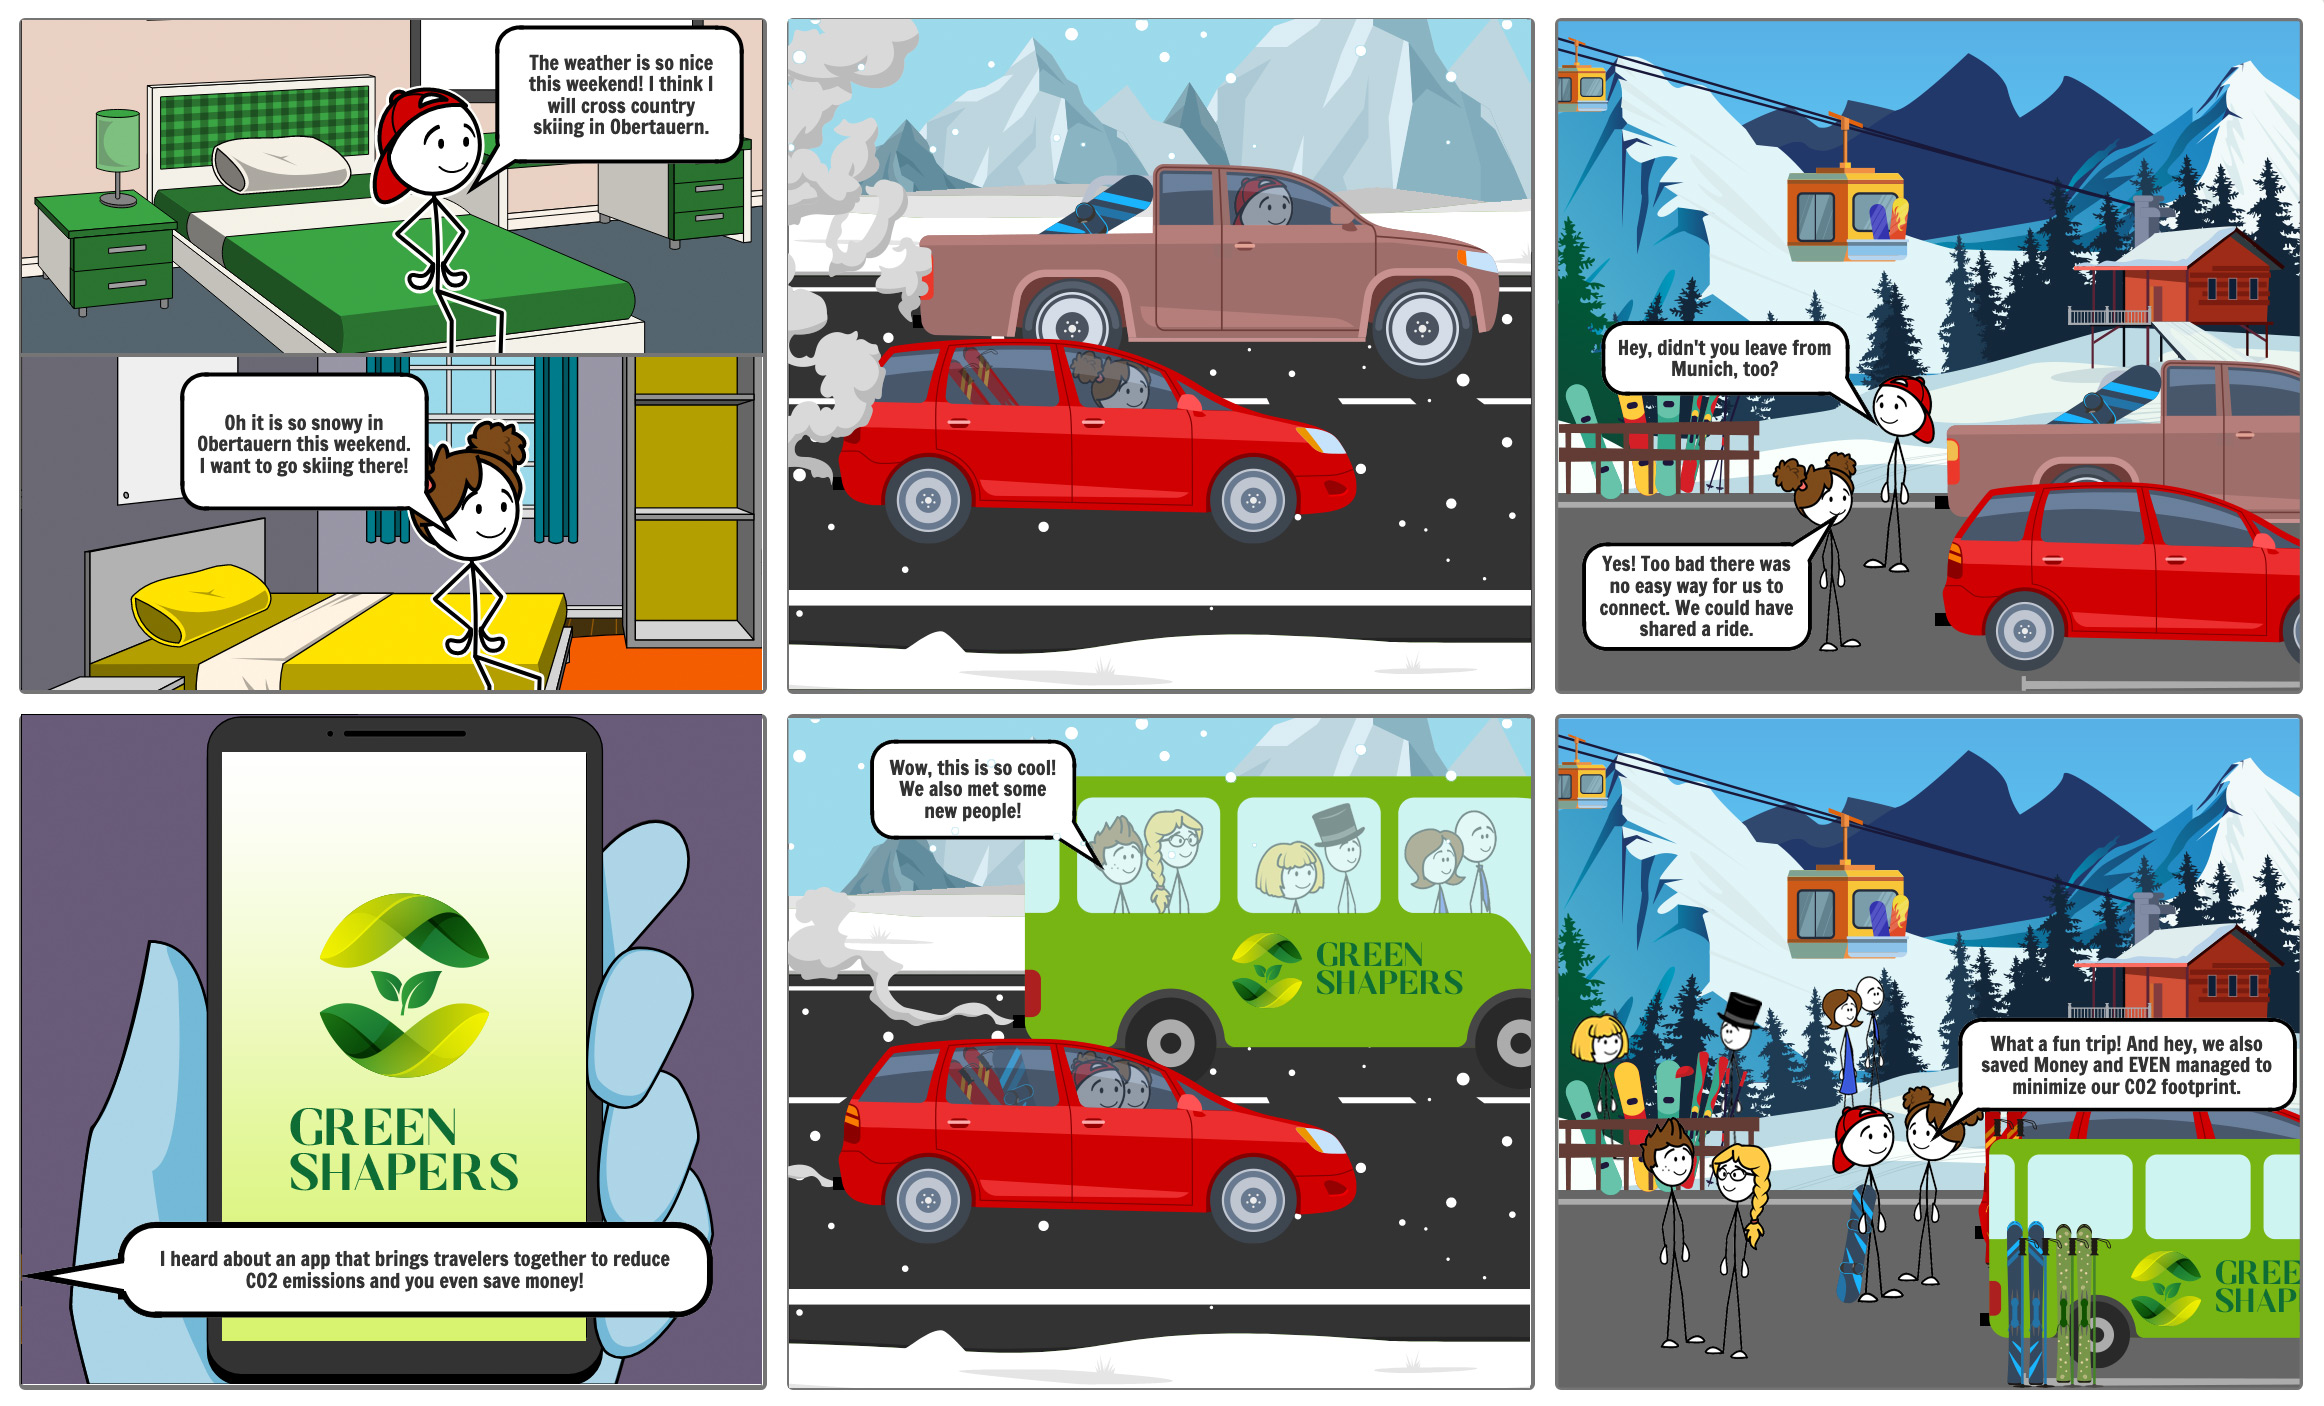 The weather is so nice
this weekend! I think I
will cross country
skiing in Obertauern.
Oh it is so snowy in
Obertauern this weekend.
I want to go skiing there!
Hey, didn't you leave from
Munich, too?
Yes! Too bad there was
no easy way for us to
connect. We could have
shared a ride.
GREEN
SHAPERS
I heard about an app that brings travelers together to reduce
CO2 emissions and you even save money!
Wow, this is so cool!
We also met some
new people!
GREEN
SHAPERS
What a fun trip! And hey, we also
saved Money and EVEN managed to
minimize our CO2 footprint.
GREE
SHAP